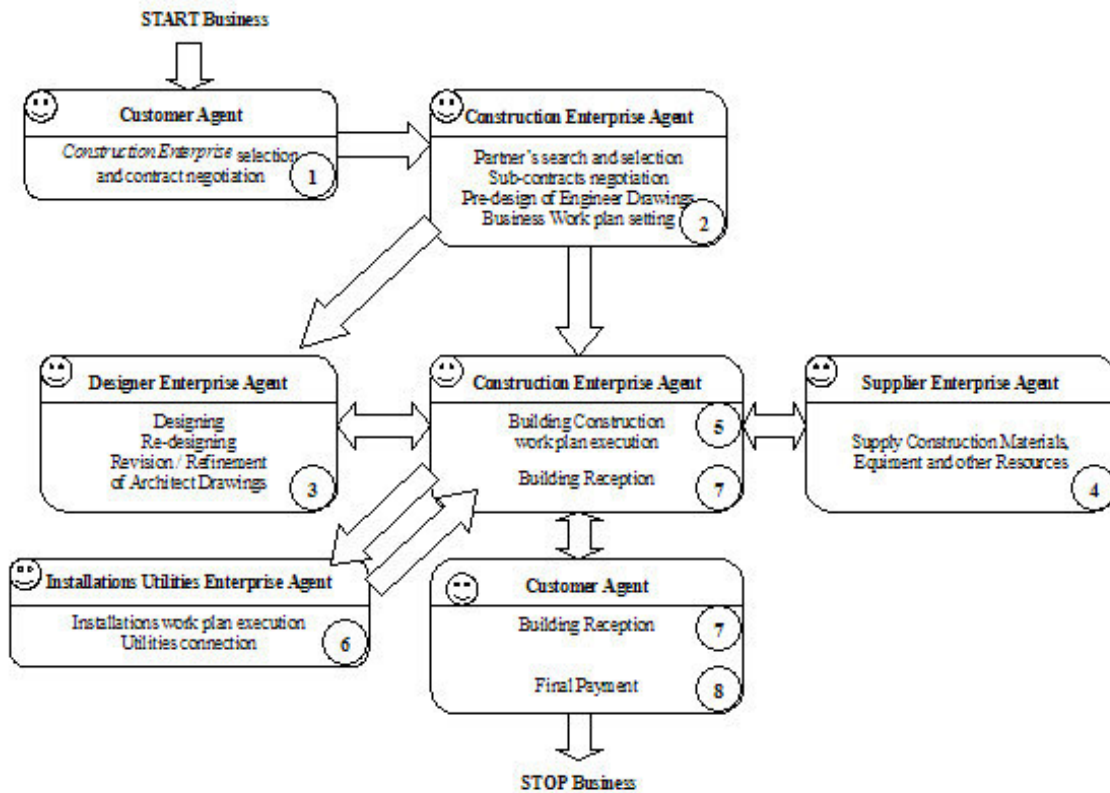 START Business
Customer Agent
Construction Enterprise selection
and contract negotiation
1
Construction Enterprise Agent
Partner's search and selection
Sub-contracts negotiation
Pre-design of Engineer Drawings
Business Work plan setting
2
Designer Enterprise Agent
Designing
Re-designing
Revision / Refinement
of Architect Drawings
3
Construction Enterprise Agent
Building Construction
work plan execution
5
Building Reception
7
Supplier Enterprise Agent
Supply Construction Materials,
Equiment and other Resources
4
Installations Utilities Enterprise Agent
Installations work plan execution
Utilities connection
6
Customer Agent
Building Reception
7
Final Payment
8
STOP Business